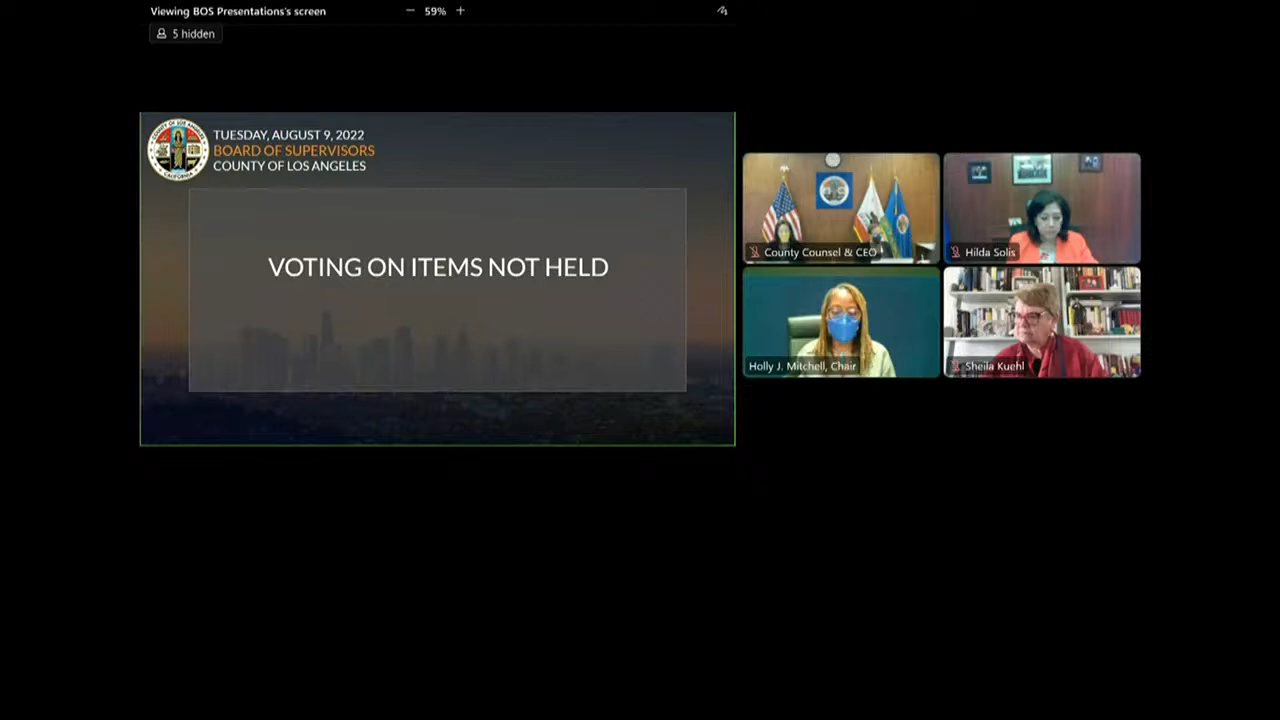 Viewing BOS Presentations's screen
59%
5 hidden
TUESDAY, AUGUST 9, 2022
BOARD OF SUPERVISORS
COUNTY OF LOS ANGELES
VOTING ON ITEMS NOT HELD
County Counsel & CEO
Hilda Solis
Holly J. Mitchell, Chair
Sheila Kuehl